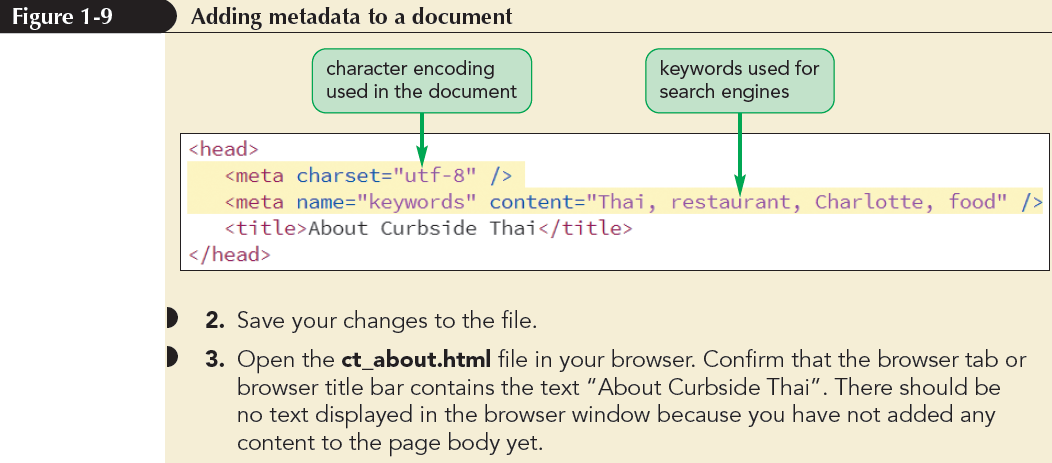 Figure 1-9
Adding metadata to a document
character encoding
used in the document
keywords used for
search engines
<head>
<meta charset="utf-8" />
<meta name="keywords" content="Thai, restaurant, Charlotte, food" />
<title>About Curbside Thai</title>
</head>
2. Save your changes to the file.
3. Open the ct_about.html file in your browser. Confirm that the browser tab or
browser title bar contains the text “About Curbside Thai”. There should be
no text displayed in the browser window because you have not added any
content to the page body yet.